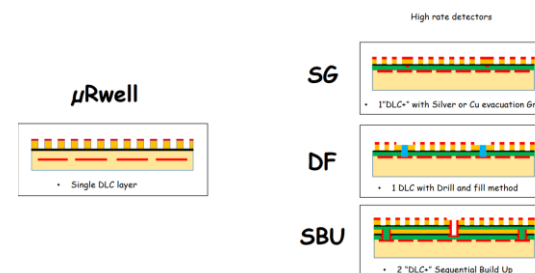 High rate detectors
µRwell
• Single DLC layer
SG
• 1"DLC+" with Silver or Cu evacuation
DF
• 1 DLC with Drill and fill method
SBU
• 2 "DLC+" Sequential Build Up